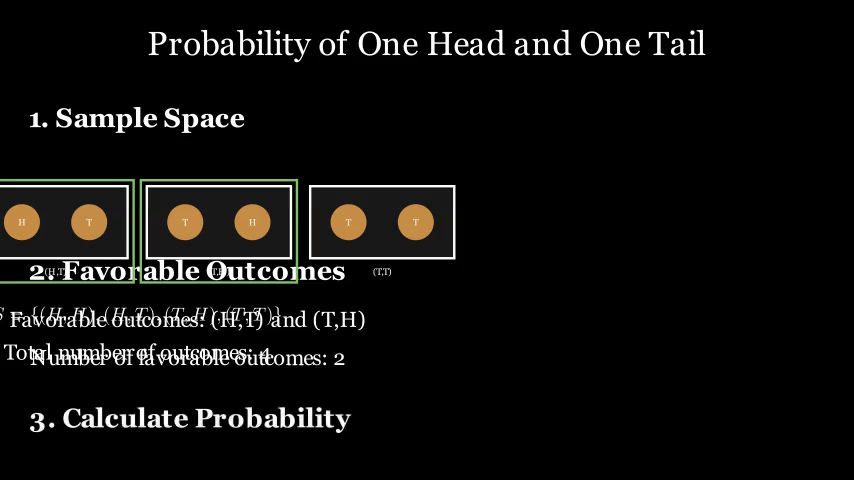 Probability of One Head and One Tail
1. Sample Space
H T T H T T
(H,T) (T,H) (T,T)
2. Favorable Outcomes
S = {(H, H), (H, T), (T, H), (T, T)}
Favorable outcomes: (H,T) and (T,H)
Total number of outcomes: 4
Number of favorable outcomes: 2
3. Calculate Probability